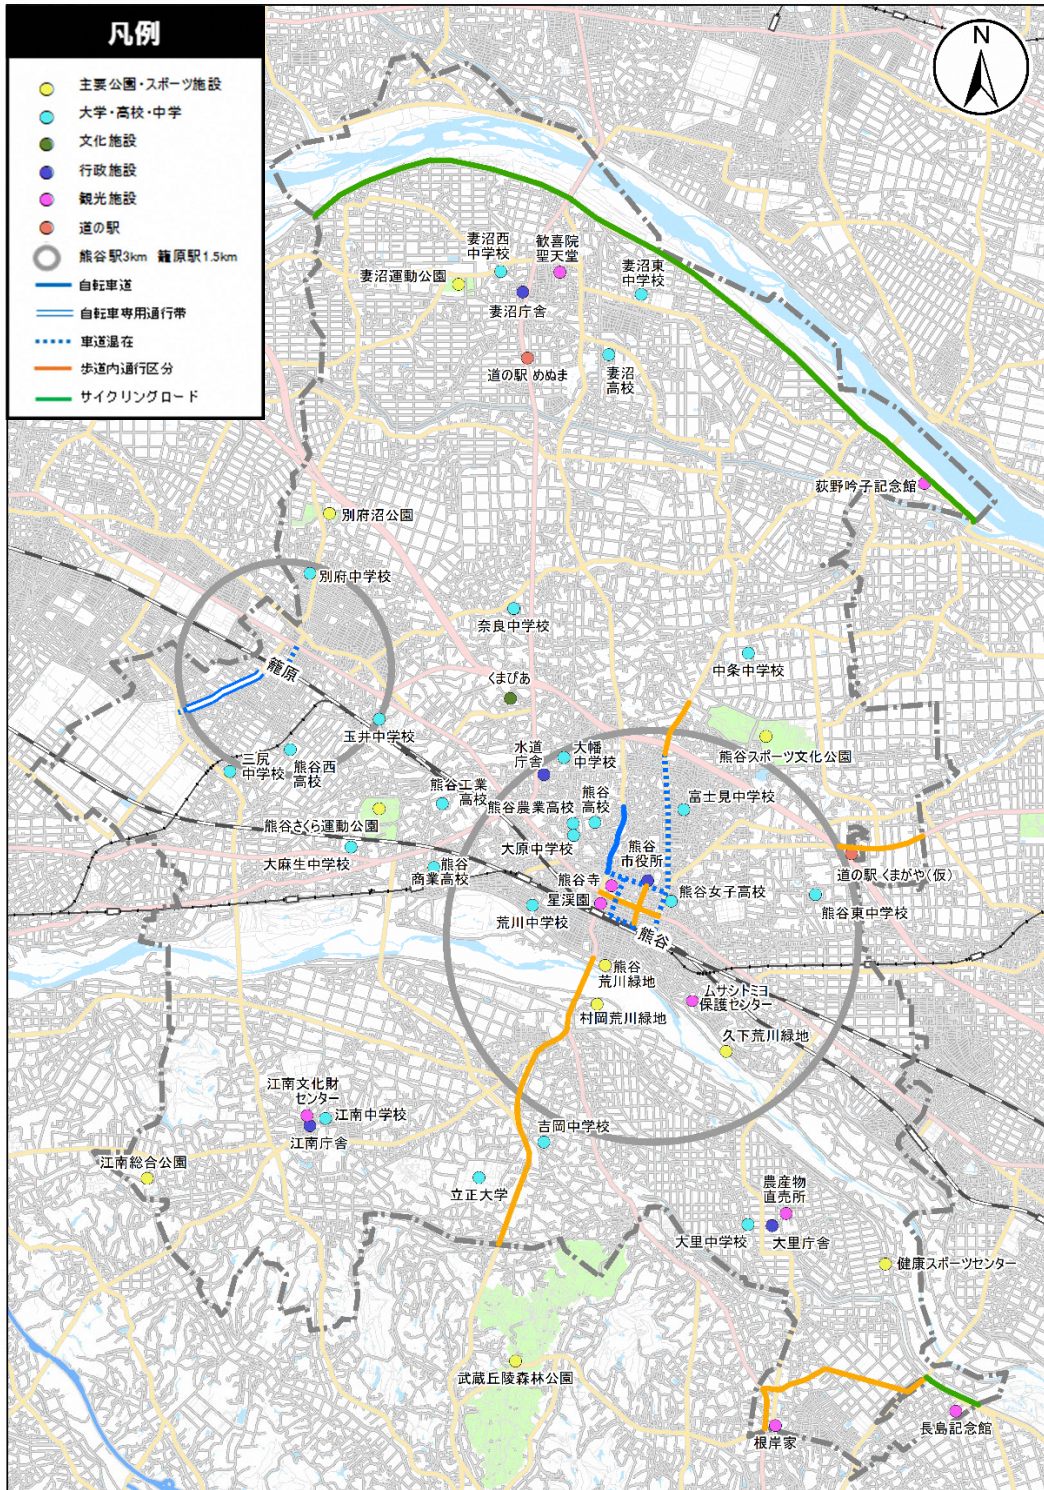 凡例
主要公園・スポーツ施設
大学・高校・中学
文化施設
行政施設
観光施設
道の駅
熊谷駅3km 籠原駅1.5km
自転車道
自転車専用通行帯
車道混在
歩道内通行区分
サイクリングロード
N
妻沼西
中学校
歓喜院
聖天堂
妻沼東
中学校
妻沼運動公園
妻沼庁舎
道の駅 めぬま
妻沼
高校
荻野吟子記念館
別府沼公園
別府中学校
奈良中学校
中条中学校
籠原
くまぴあ
玉井中学校
三尻
中学校
熊谷西
高校
水道
庁舎
大幡
中学校
熊谷スポーツ文化公園
熊谷工業
高校
熊谷農業高校
熊谷
高校
富士見中学校
熊谷さくら運動公園
大原中学校
大麻生中学校
熊谷
商業高校
熊谷
市役所
道の駅 くまがや(仮)
熊谷寺
星渓園
熊谷女子高校
熊谷東中学校
荒川中学校
熊谷
熊谷
荒川緑地
ムサシトミヨ
保護センター
村岡荒川緑地
久下荒川緑地
江南文化財
センター
江南中学校
江南庁舎
吉岡中学校
江南総合公園
立正大学
農産物
直売所
大里中学校
大里庁舎
健康スポーツセンター
武蔵丘陵森林公園
根岸家
長島記念館